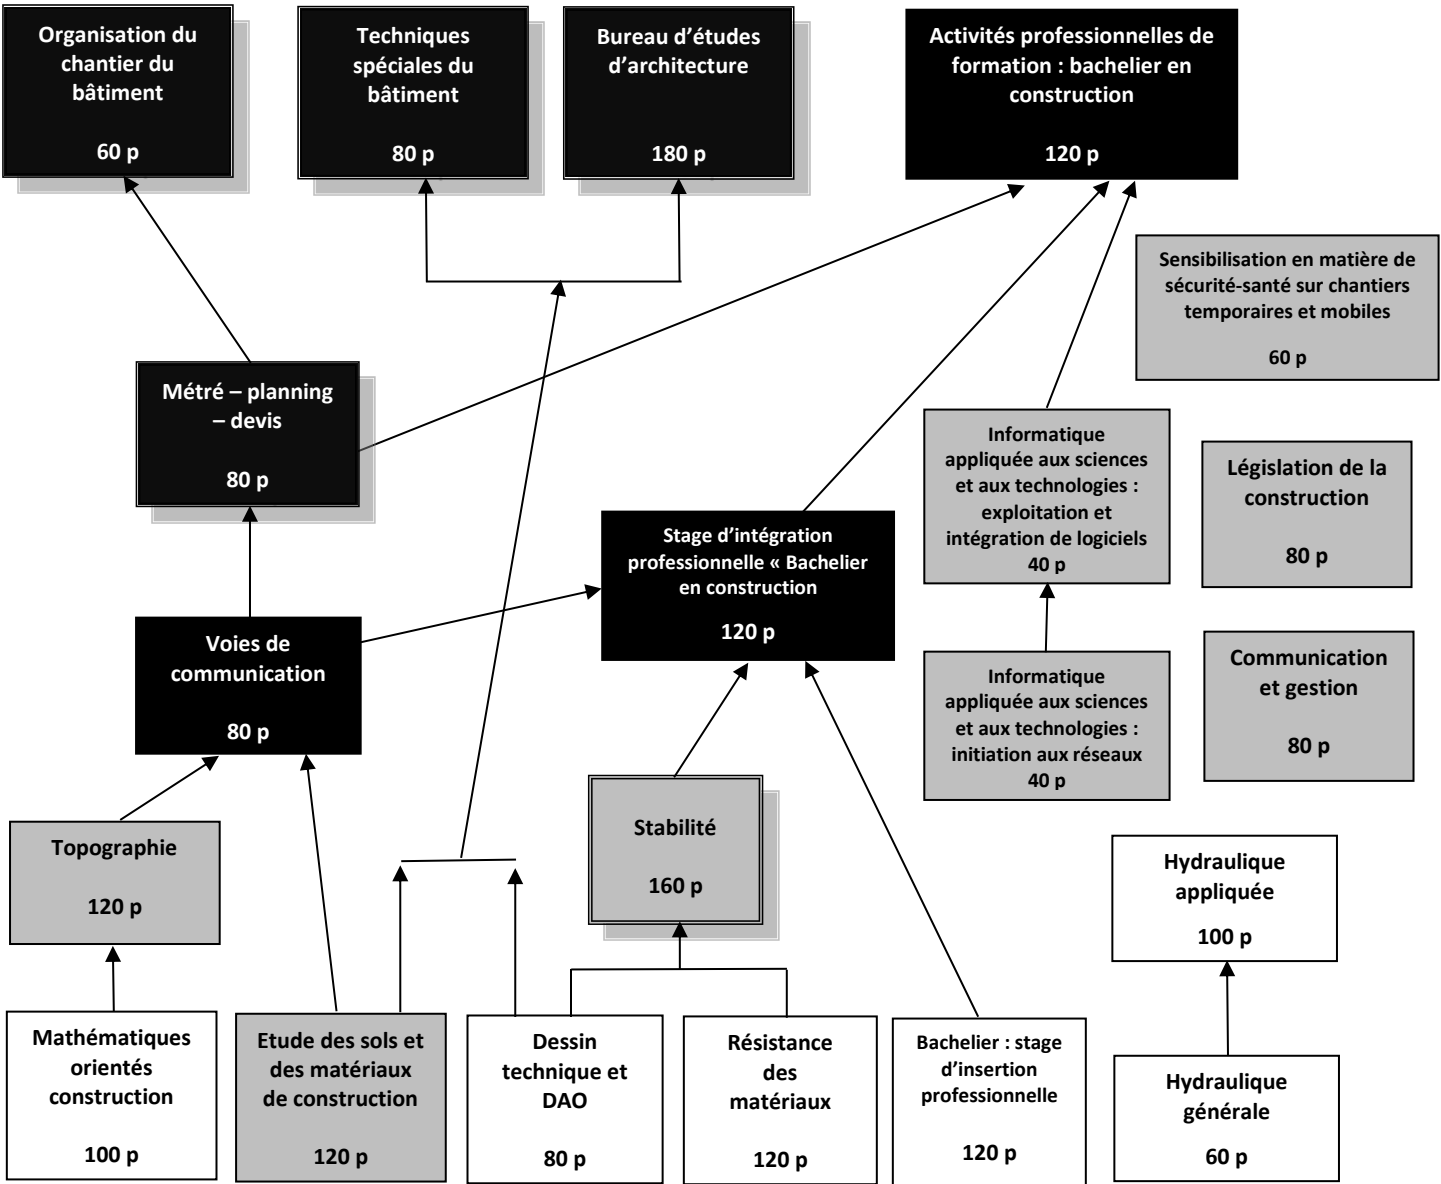 Organisation du
chantier du
bâtiment
60 p
Techniques
spéciales du
bâtiment
80 p
Bureau d’études
d’architecture
180 p
Activités professionnelles de
formation : bachelier en
construction
120 p
Sensibilisation en matière de
sécurité-santé sur chantiers
temporaires et mobiles
60 p
Métré – planning
– devis
80 p
Informatique
appliquée aux sciences
et aux technologies :
exploitation et
intégration de logiciels
40 p
Législation de la
construction
80 p
Stage d’intégration
professionnelle « Bachelier
en construction
120 p
Voies de
communication
80 p
Informatique
appliquée aux sciences
et aux technologies :
initiation aux réseaux
40 p
Communication
et gestion
80 p
Topographie
120 p
Stabilité
160 p
Hydraulique
appliquée
100 p
Mathématiques
orientés
construction
100 p
Etude des sols et
des matériaux
de construction
120 p
Dessin
technique et
DAO
80 p
Résistance
des
matériaux
120 p
Bachelier : stage
d’insertion
professionnelle
120 p
Hydraulique
générale
60 p